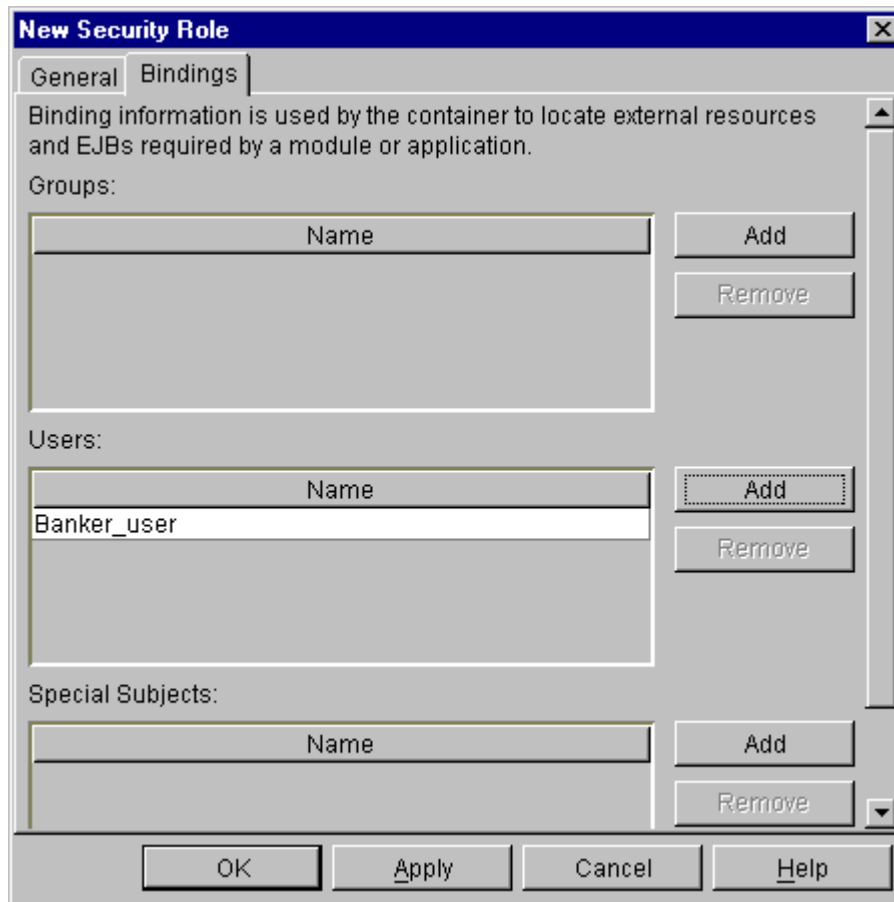 New Security Role
General Bindings
Binding information is used by the container to locate external resources
and EJBs required by a module or application.
Groups:
Name Add
Remove
Users:
Name Add
Banker_user
Remove
Special Subjects:
Name Add
Remove
OK Apply Cancel Help